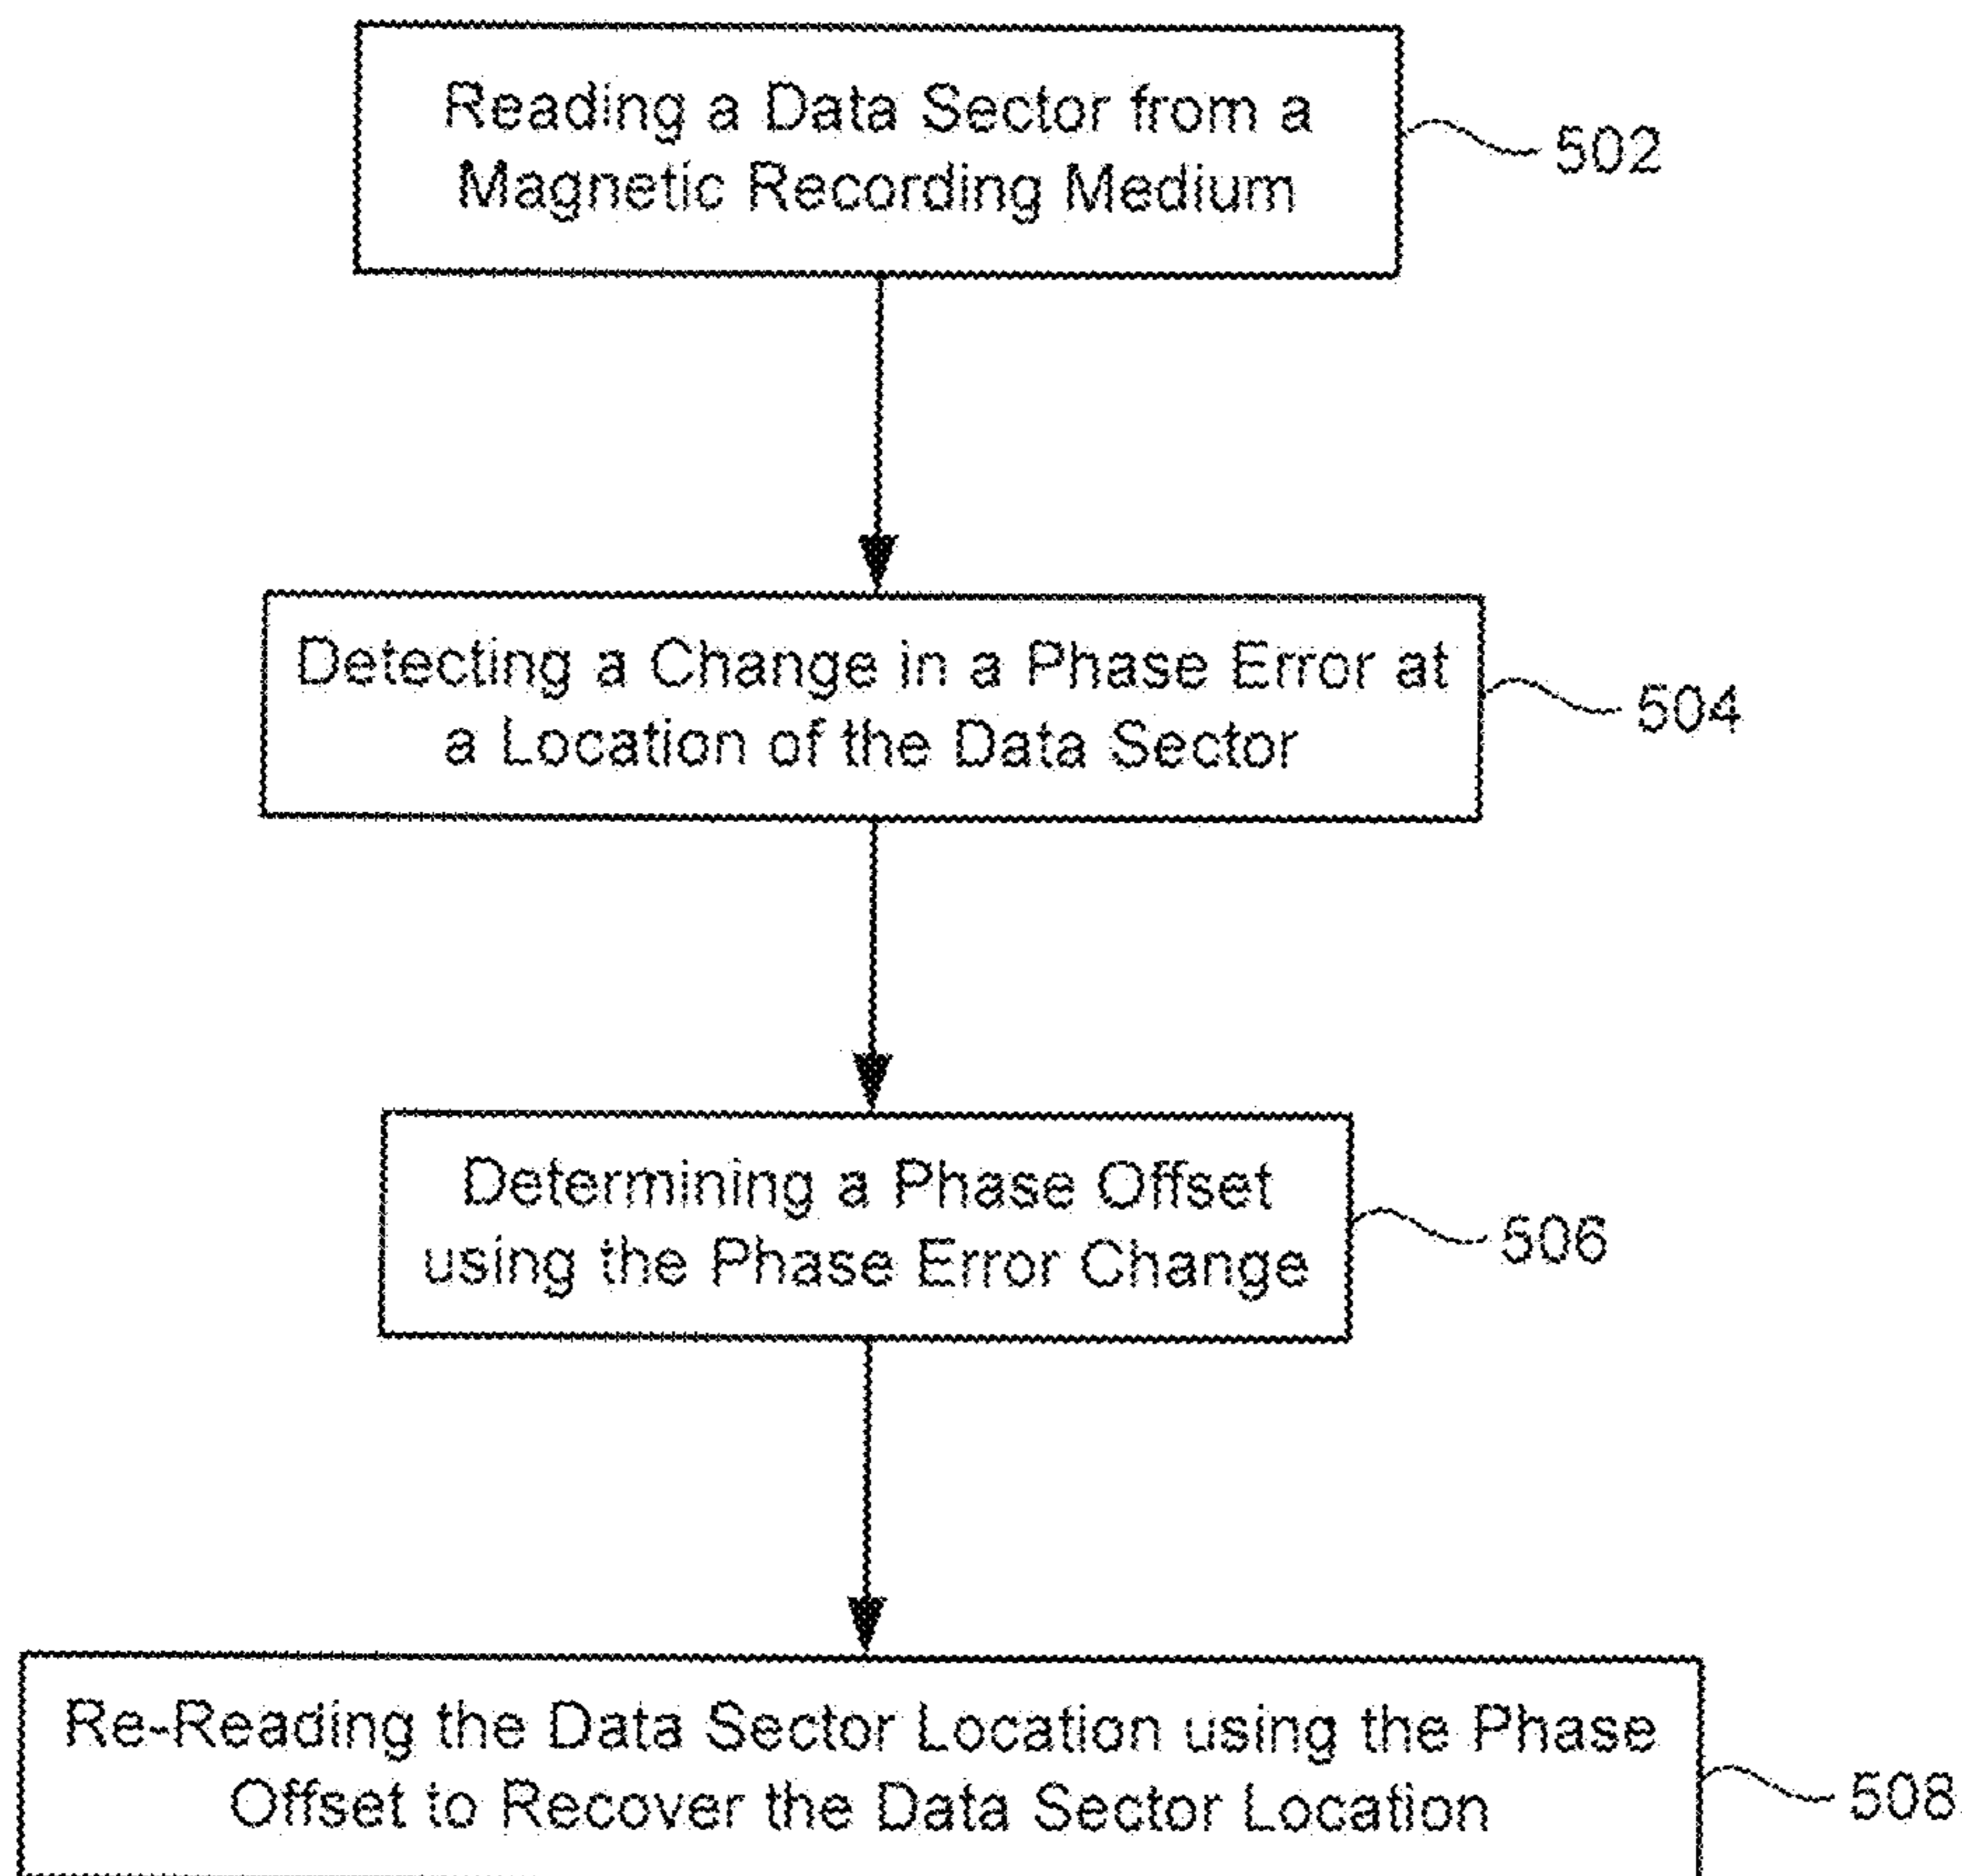 Reading a Data Sector from a
Magnetic Recording Medium
502
Detecting a Change in a Phase Error at
a Location of the Data Sector
504
Determining a Phase Offset
using the Phase Error Change
506
Re-Reading the Data Sector Location using the Phase
Offset to Recover the Data Sector Location
508